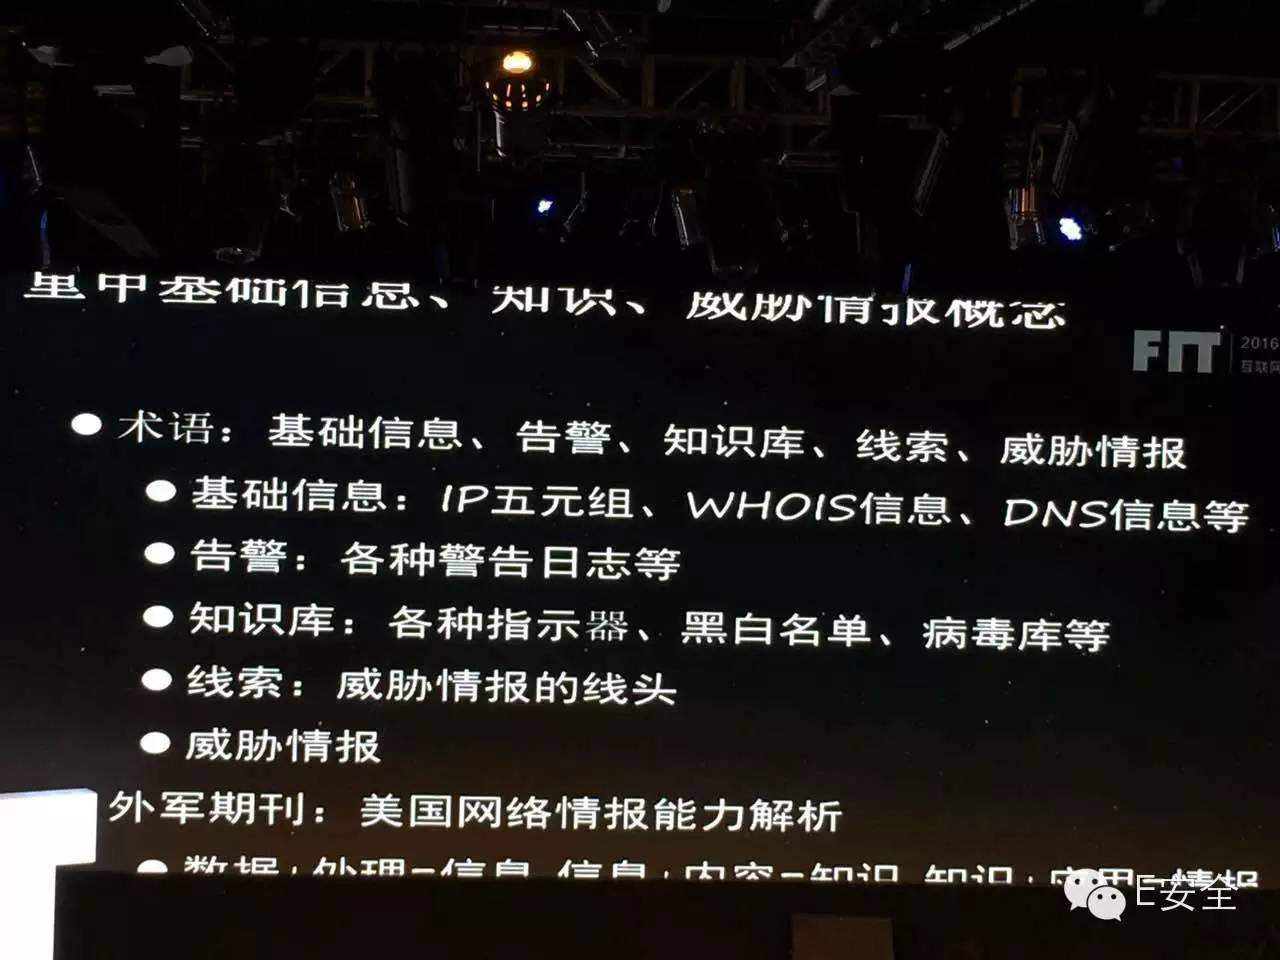 重申基础信息、知识、威胁情报概念
FIT 2016
互联网
术语：基础信息、告警、知识库、线索、威胁情报
基础信息：IP五元组、WHOIS信息、DNS信息等
告警：各种警告日志等
知识库：各种指示器、黑白名单、病毒库等
线索：威胁情报的线头
威胁情报
外军期刊：美国网络情报能力解析
数据+处理=信息 信息+内容=知识 知识+应用=情报
E安全